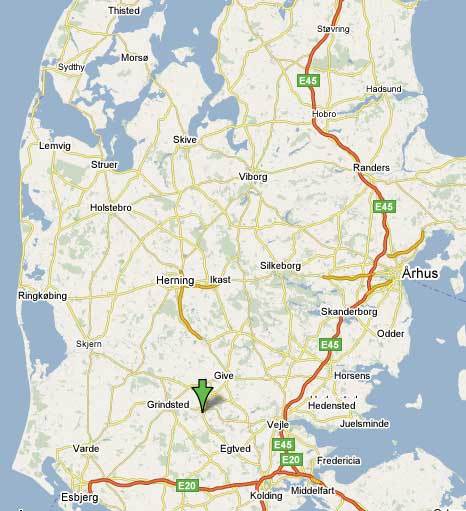 Thisted
Støvring
Morsø
Sydthy
E45
Hadsund
Hobro
Skive
Lemvig
Struer
Randers
Viborg
Holstebro
E45
Silkeborg
Århus
Herning
Ikast
Ringkøbing
Skanderborg
Odder
Skjern
E45
Give
Horsens
Grindsted
Hedensted
Vejle
Juelsminde
Varde
Egtved
E45
E20
Fredericia
E20
Esbjerg
Kolding
Middelfart